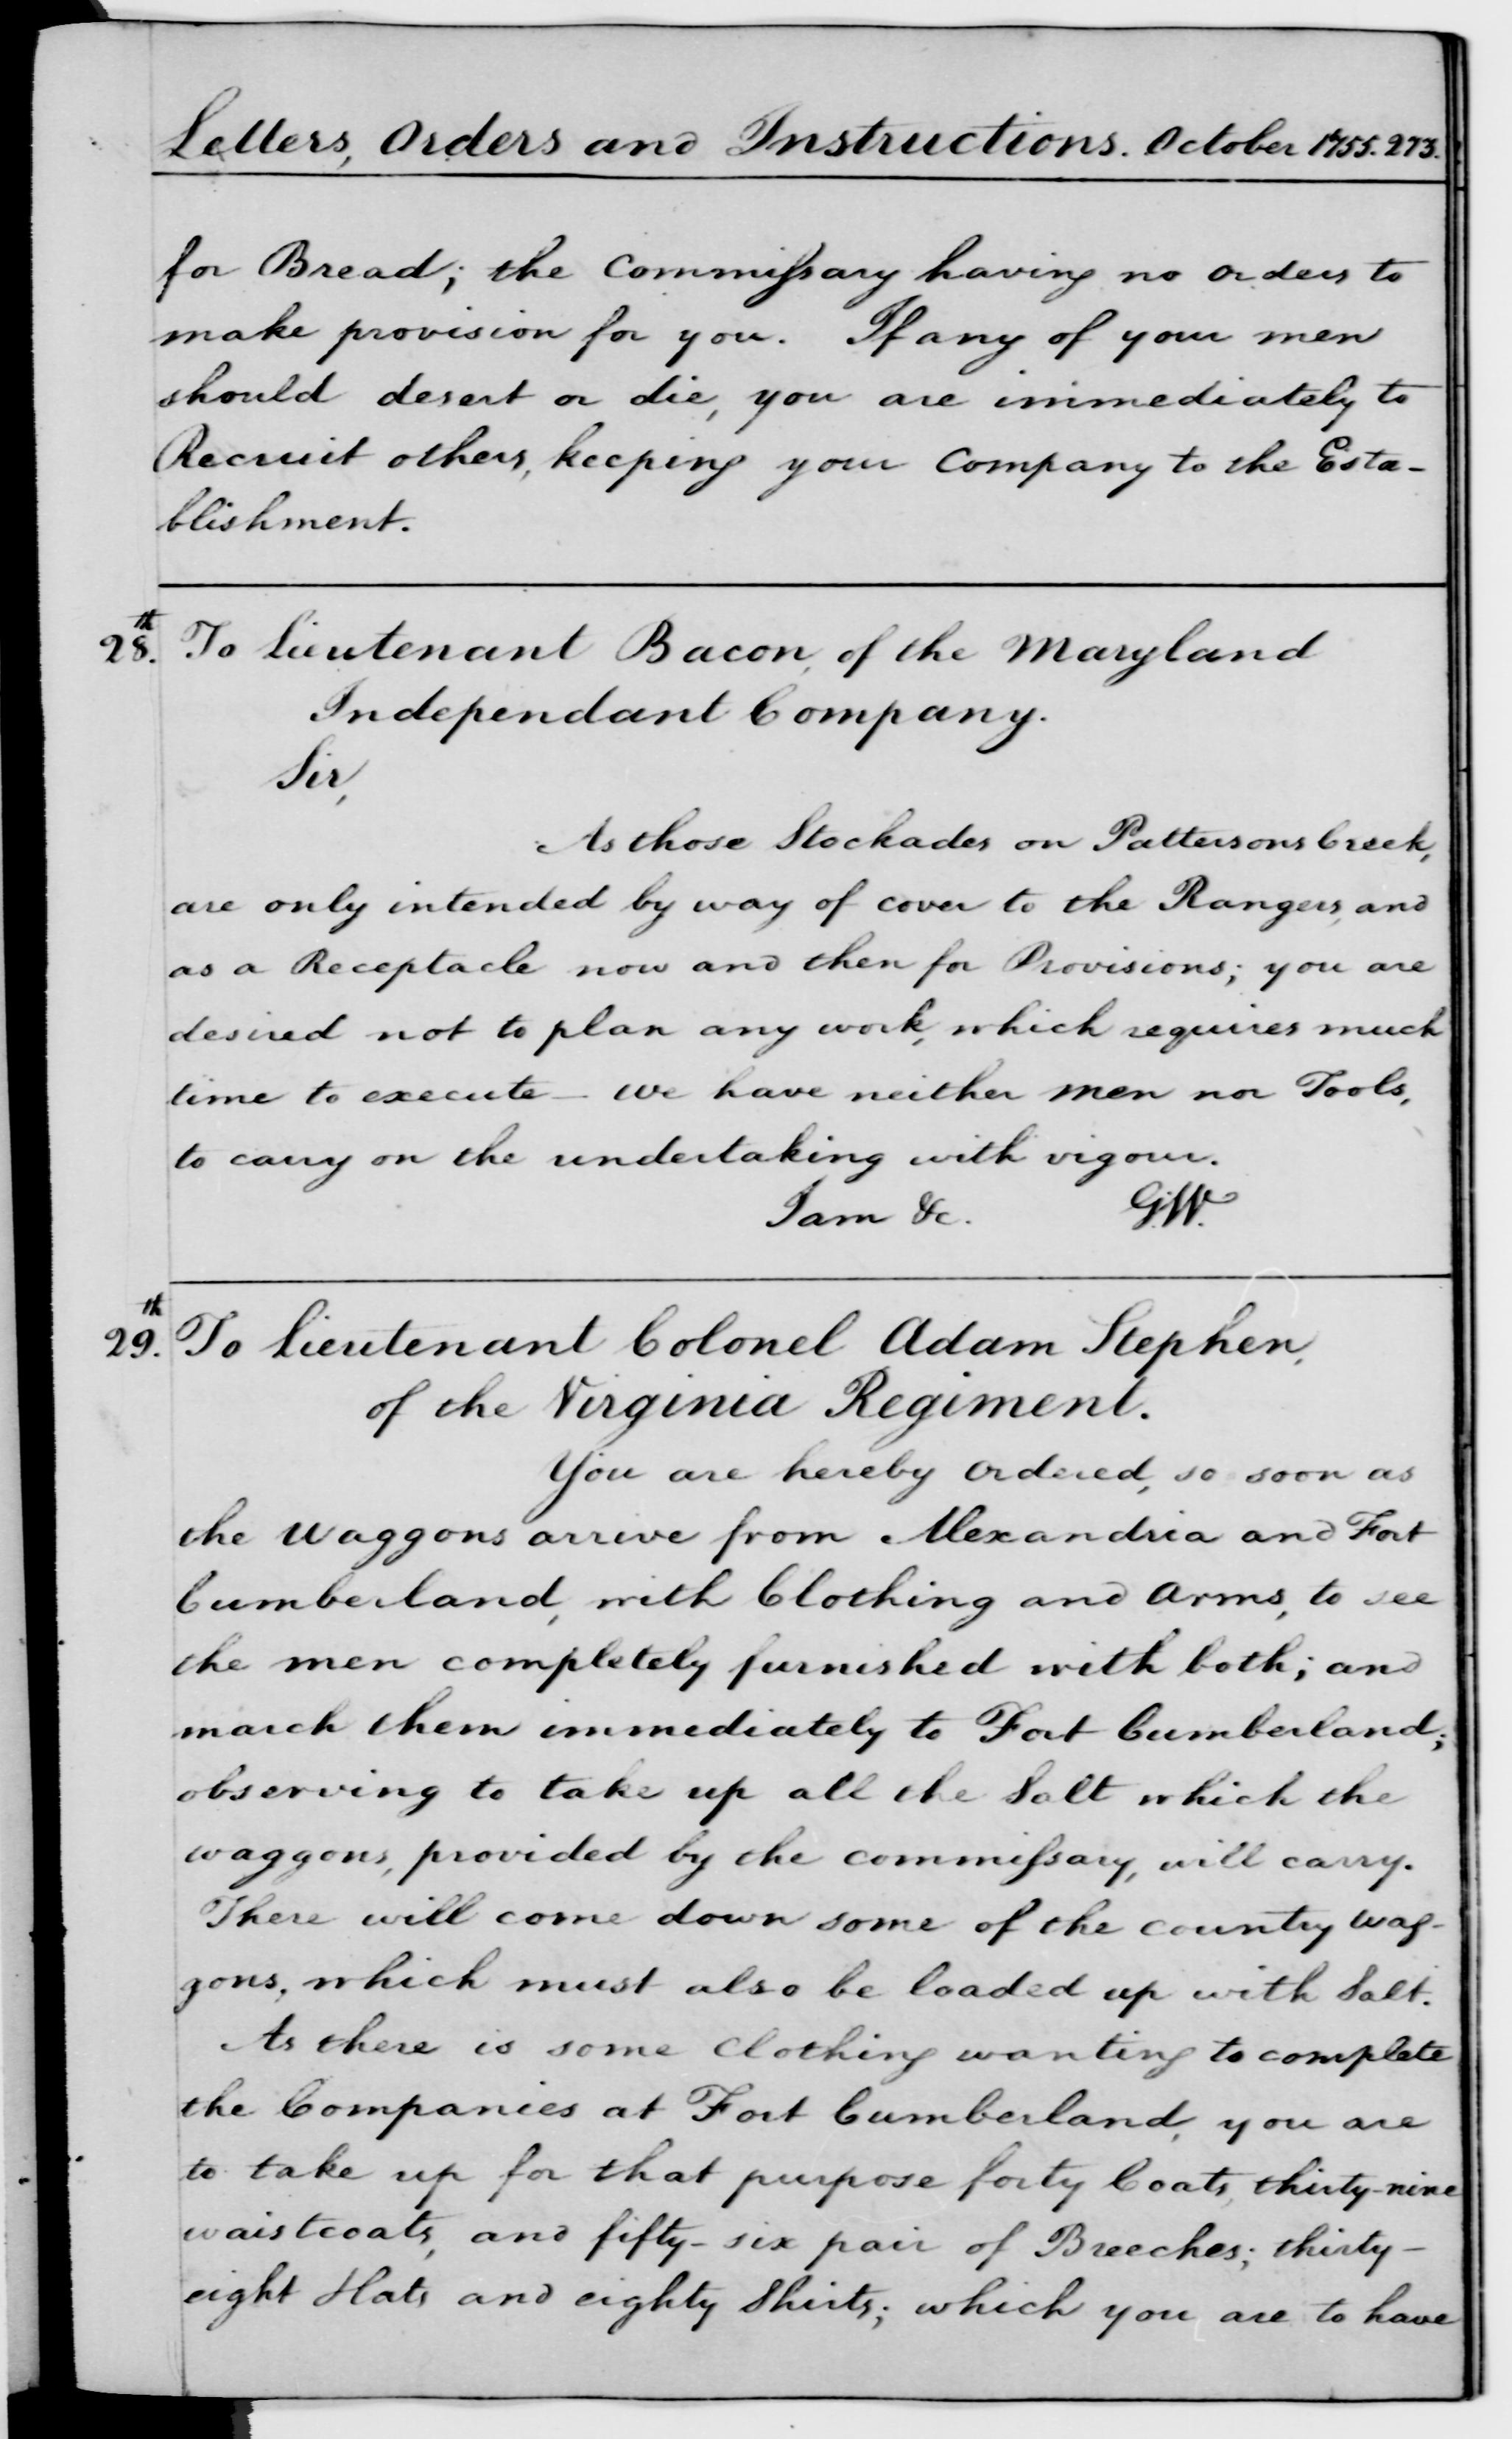 Letters, Orders and Instructions. October 1755. 273.
for Bread; the Commissary having no orders to
make provision for you. If any of your men
should desert or die, you are immediately to
Recruit others, keeping your Company to the Esta-
blishment.
28th. To Lieutenant Bacon, of the Maryland
Independant Company.
Sir,
As those Stockades on Pattersons Creek,
are only intended by way of cover to the Rangers, and
as a Receptacle now and then for Provisions; you are
desired not to plan any work, which requires much
time to execute – we have neither men nor Tools,
to carry on the undertaking with vigour.
I am &c. G:W.
29th. To Lieutenant Colonel Adam Stephen,
of the Virginia Regiment.
You are hereby ordered, so soon as
the Waggons arrive from Alexandria and Fort
Cumberland, with Clothing and Arms, to see
the men completely furnished with both; and
march them immediately to Fort Cumberland;
observing to take up all the Salt which the
waggons, provided by the commissary, will carry.
There will come down some of the country wag-
gons, which must also be loaded up with Salt.
As there is some Clothing wanting to complete
the Companies at Fort Cumberland, you are
to take up for that purpose forty Coats, thirty-nine
waistcoats, and fifty-six pair of Breeches; thirty-
eight Hats and eighty Shirts; which you are to have